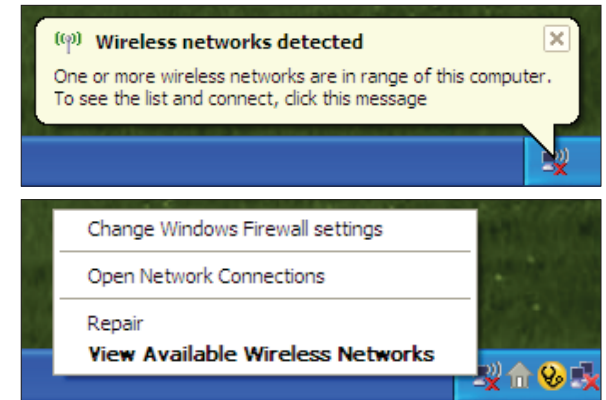 Wireless networks detected
One or more wireless networks are in range of this computer.
To see the list and connect, click this message
Change Windows Firewall settings
Open Network Connections
Repair
View Available Wireless Networks